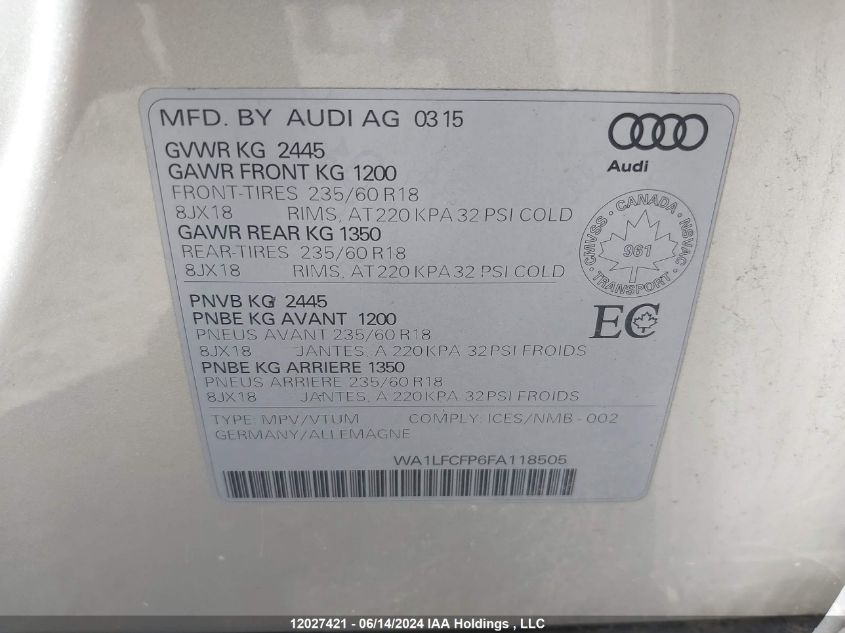 MFD. BY AUDI AG 0315
Audi
GVWR KG 2445
GAWR FRONT KG 1200
FRONT-TIRES 235/60 R18
8JX18 RIMS, AT 220 KPA 32 PSI COLD
GAWR REAR KG 1350
REAR-TIRES 235/60 R18
8JX18 RIMS, AT 220 KPA 32 PSI COLD
CMVSS CANADA NSVAC
961
TRANSPORT
PNVB KG 2445
PNBE KG AVANT 1200
PNEUS AVANT 235/60 R18
8JX18 JANTES, A 220 KPA 32 PSI FROIDS
EC
PNBE KG ARRIERE 1350
PNEUS ARRIERE 235/60 R18
8JX18 JANTES, A 220 KPA 32 PSI FROIDS
TYPE: MPV/VTUM COMPLY: ICES/NMB - 002
GERMANY/ALLEMAGNE
WA1LFCFP6FA118505
12027421 - 06/14/2024 IAA Holdings , LLC